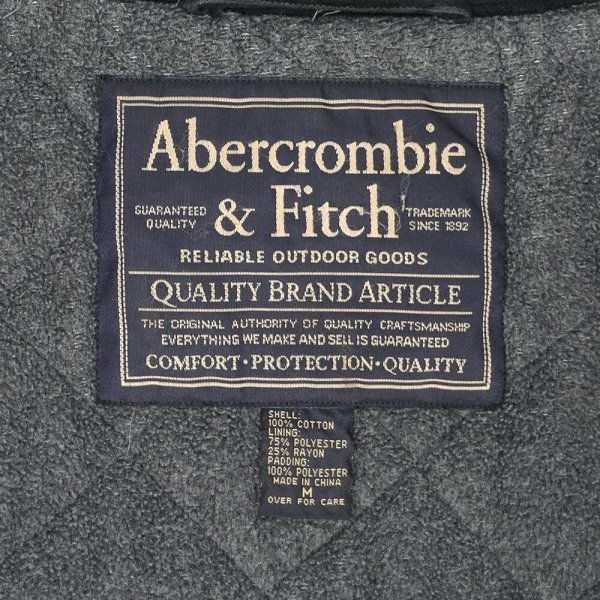 Abercrombie
& Fitch
GUARANTEED
QUALITY
TRADEMARK
SINCE 1892
RELIABLE OUTDOOR GOODS
QUALITY BRAND ARTICLE
THE ORIGINAL AUTHORITY OF QUALITY CRAFTSMANSHIP
EVERYTHING WE MAKE AND SELL IS GUARANTEED
COMFORT · PROTECTION · QUALITY
SHELL:
100% COTTON
LINING:
75% POLYESTER
25% RAYON
PADDING:
100% POLYESTER
MADE IN CHINA
M
OVER FOR CARE